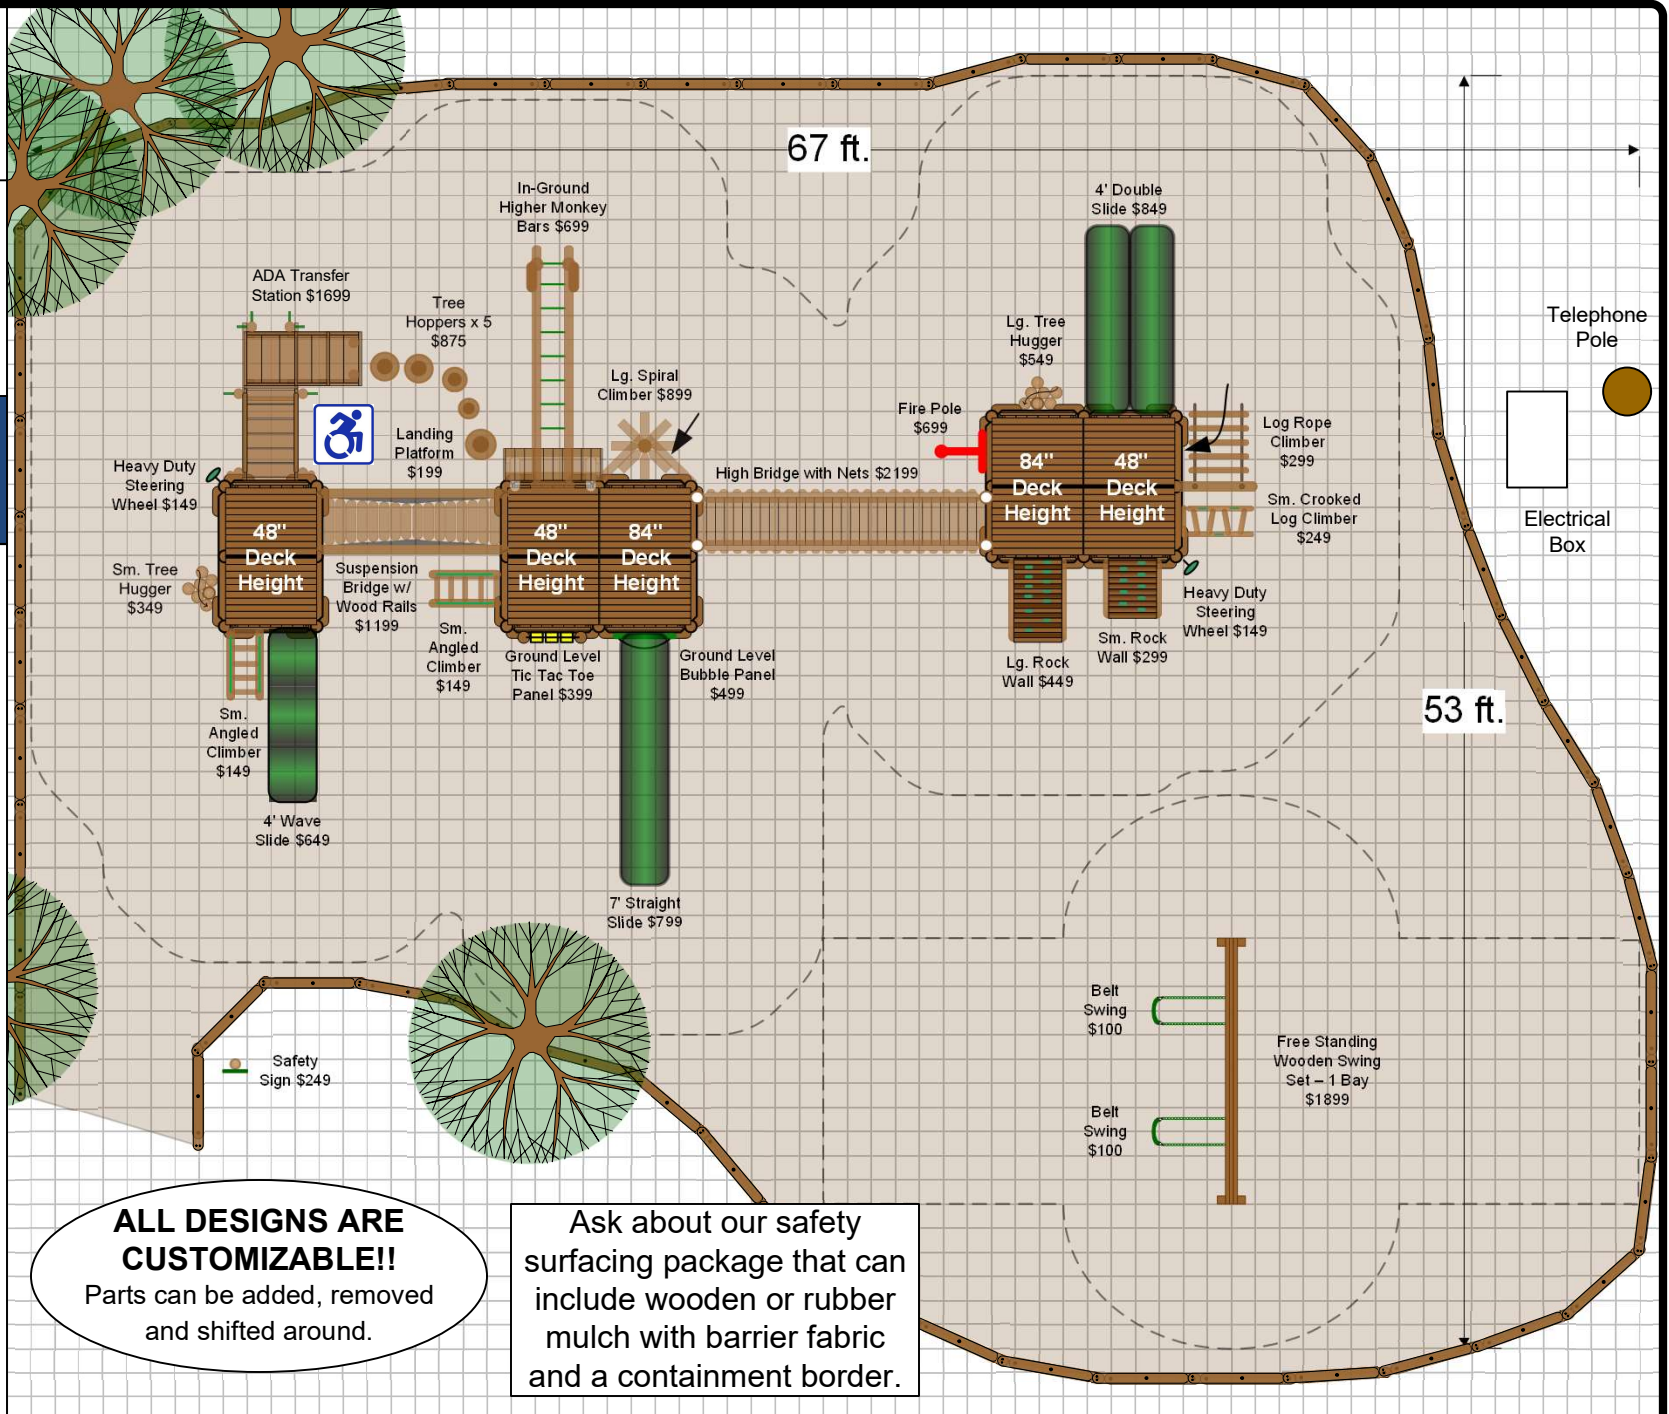 67 ft.
In-Ground
Higher Monkey
Bars $699
4' Double
Slide $849
ADA Transfer
Station $1699
Tree
Hoppers x 5
$875
Lg. Tree
Hugger
$549
Telephone
Pole
Lg. Spiral
Climber $899
Fire Pole
$699
Log Rope
Climber
$299
Landing
Platform
$199
Heavy Duty
Steering
Wheel $149
High Bridge with Nets $2199
84"
Deck
Height
48"
Deck
Height
Sm. Crooked
Log Climber
$249
Electrical
Box
48"
Deck
Height
48"
Deck
Height
84"
Deck
Height
Sm. Tree
Hugger
$349
Suspension
Bridge w/
Wood Rails
$1199
Sm.
Angled
Climber
$149
Ground Level
Tic Tac Toe
Panel $399
Ground Level
Bubble Panel
$499
Lg. Rock
Wall $449
Sm. Rock
Wall $299
Heavy Duty
Steering
Wheel $149
53 ft.
Sm.
Angled
Climber
$149
4' Wave
Slide $649
7' Straight
Slide $799
Belt
Swing
$100
Free Standing
Wooden Swing
Set – 1 Bay
$1899
Belt
Swing
$100
Safety
Sign $249
ALL DESIGNS ARE
CUSTOMIZABLE!!
Parts can be added, removed
and shifted around.
Ask about our safety
surfacing package that can
include wooden or rubber
mulch with barrier fabric
and a containment border.